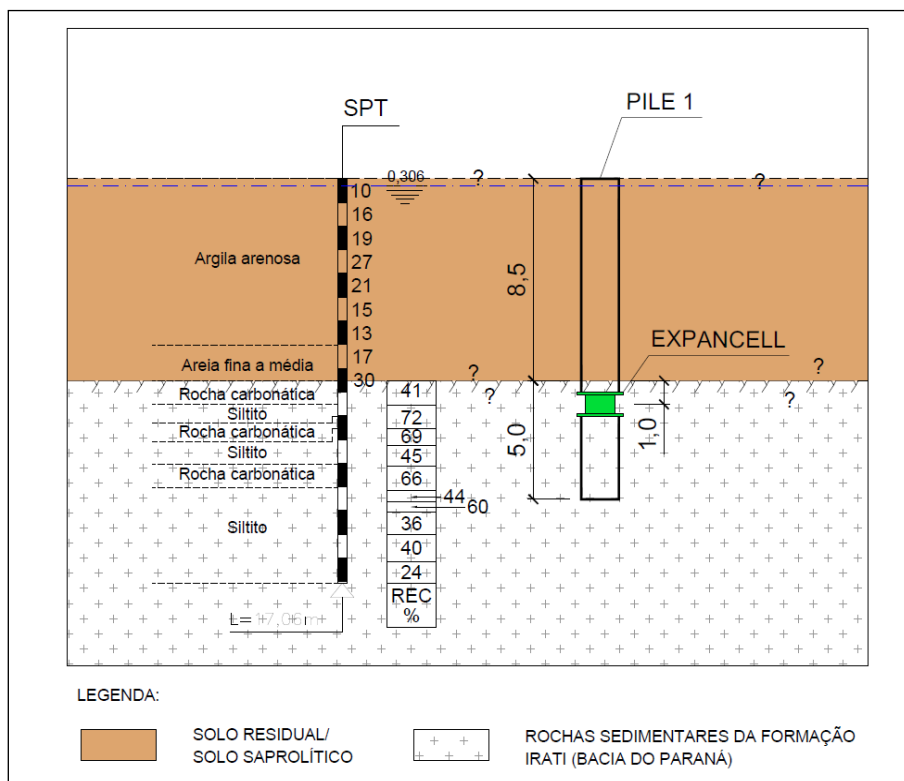 SPT
PILE 1
0,306
?
?
10
16
19
27
21
15
13
17
30
Argila arenosa
Areia fina a média
8,5
EXPANCELL
?
?
?
?
Rocha carbonática
Siltito
Rocha carbonática
Siltito
Rocha carbonática
Siltito
41
72
69
45
66
44
60
36
40
24
REC
%
5,0
1,0
L=17,06m
LEGENDA:
SOLO RESIDUAL/
SOLO SAPROLÍTICO
ROCHAS SEDIMENTARES DA FORMAÇÃO
IRATI (BACIA DO PARANÁ)